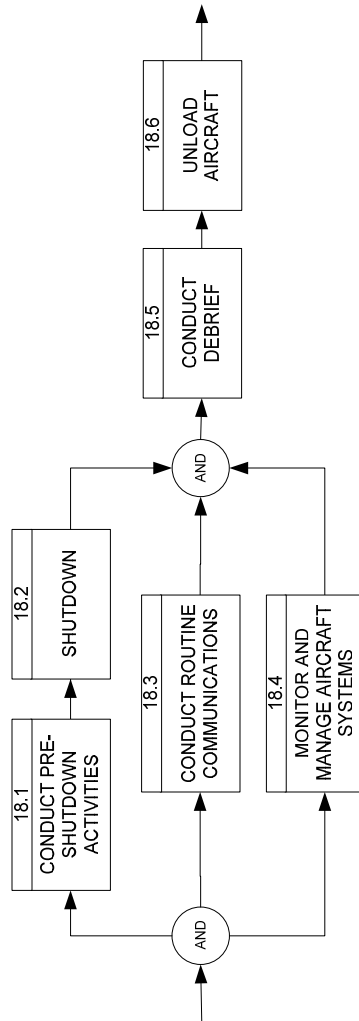 AND
18.1
CONDUCT PRE-
SHUTDOWN
ACTIVITIES
18.2
SHUTDOWN
18.3
CONDUCT ROUTINE
COMMUNICATIONS
18.4
MONITOR AND
MANAGE AIRCRAFT
SYSTEMS
AND
18.5
CONDUCT
DEBRIEF
18.6
UNLOAD
AIRCRAFT